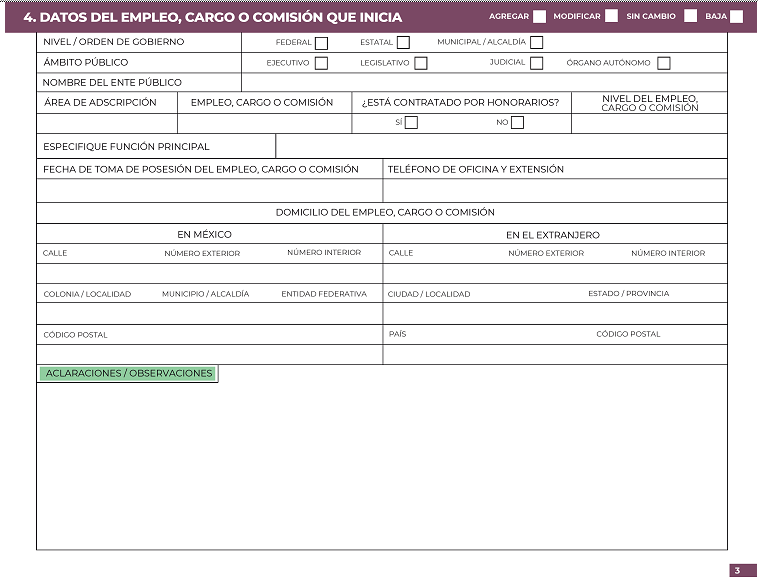 4. DATOS DEL EMPLEO, CARGO O COMISIÓN QUE INICIA AGREGAR MODIFICAR SIN CAMBIO BAJA
NIVEL / ORDEN DE GOBIERNO FEDERAL ESTATAL MUNICIPAL / ALCALDÍA
ÁMBITO PÚBLICO EJECUTIVO LEGISLATIVO JUDICIAL ÓRGANO AUTÓNOMO
NOMBRE DEL ENTE PÚBLICO
ÁREA DE ADSCRIPCIÓN EMPLEO, CARGO O COMISIÓN ¿ESTÁ CONTRATADO POR HONORARIOS? NIVEL DEL EMPLEO,
CARGO O COMISIÓN
SÍ NO
ESPECIFIQUE FUNCIÓN PRINCIPAL
FECHA DE TOMA DE POSESIÓN DEL EMPLEO, CARGO O COMISIÓN TELÉFONO DE OFICINA Y EXTENSIÓN
DOMICILIO DEL EMPLEO, CARGO O COMISIÓN
EN MÉXICO EN EL EXTRANJERO
CALLE NÚMERO EXTERIOR NÚMERO INTERIOR CALLE NÚMERO EXTERIOR NÚMERO INTERIOR
COLONIA / LOCALIDAD MUNICIPIO / ALCALDÍA ENTIDAD FEDERATIVA CIUDAD / LOCALIDAD ESTADO / PROVINCIA
CÓDIGO POSTAL PAÍS CÓDIGO POSTAL
ACLARACIONES / OBSERVACIONES
3